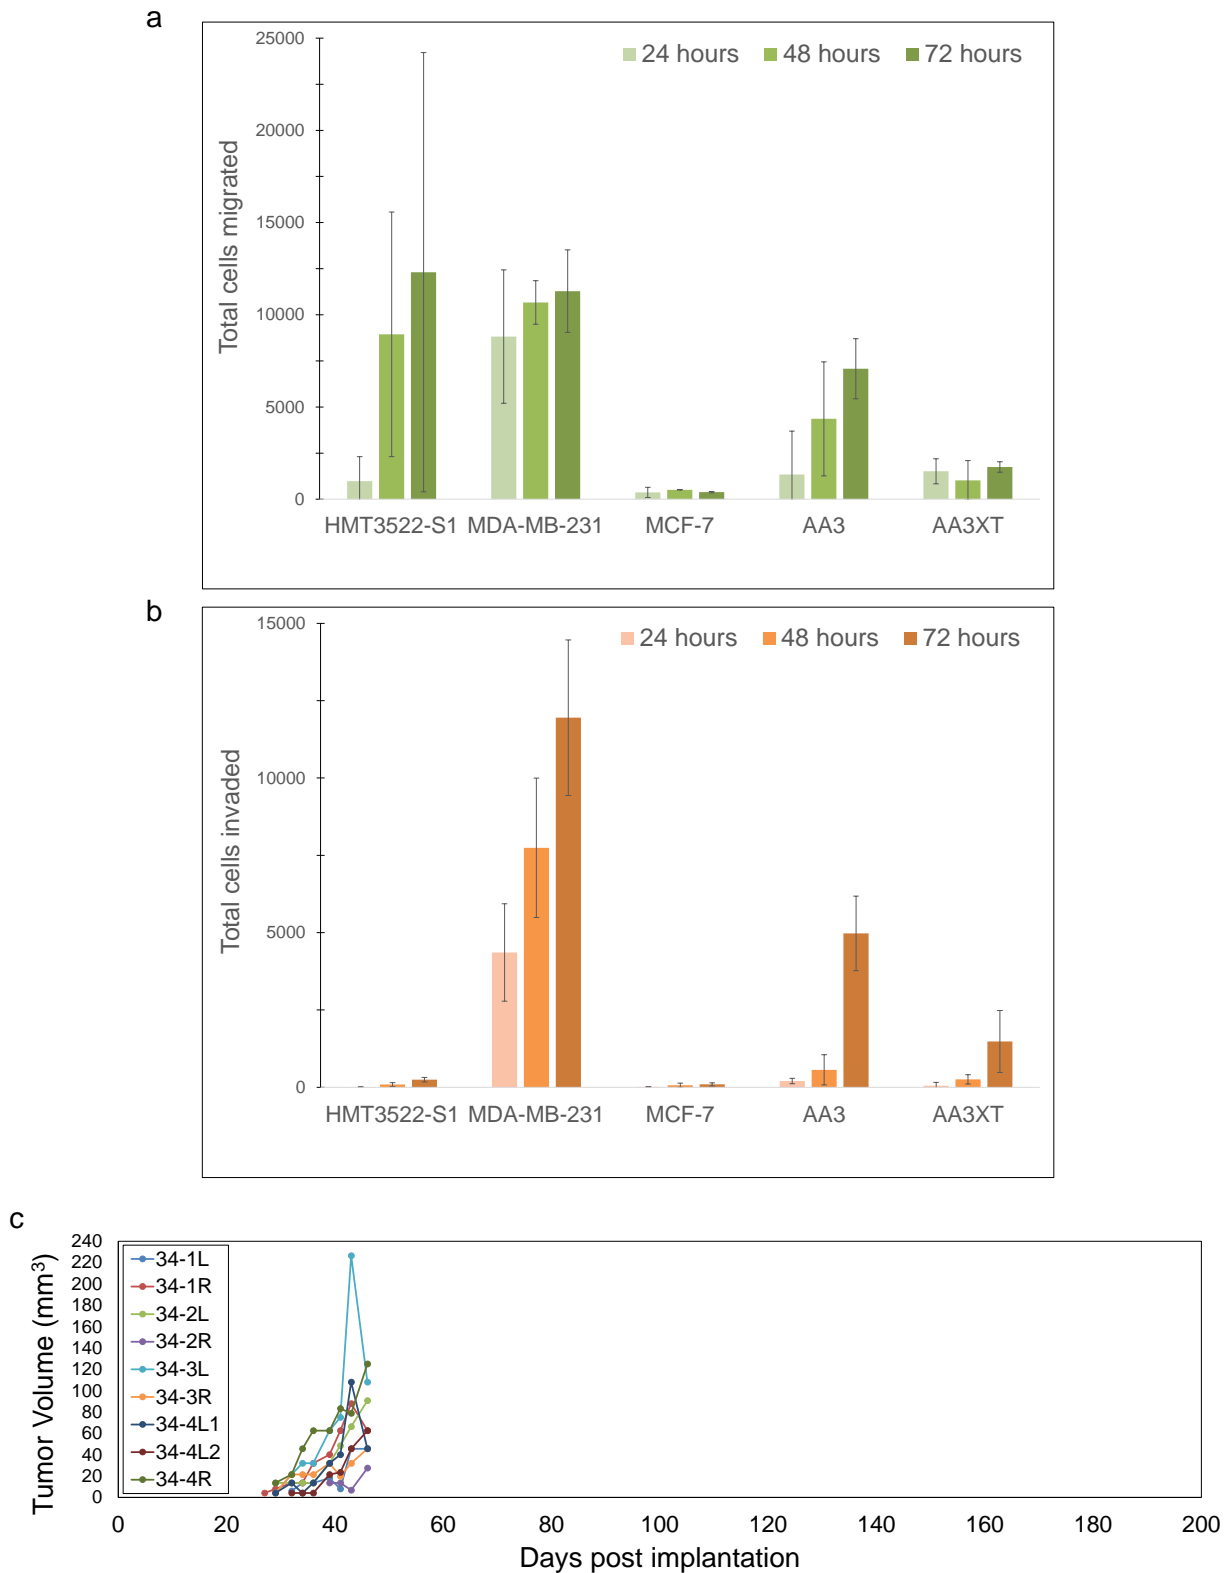 a
24 hours 48 hours 72 hours
Total cells migrated
25000
20000
15000
10000
5000
0
HMT3522-S1 MDA-MB-231 MCF-7 AA3 AA3XT
b
24 hours 48 hours 72 hours
Total cells invaded
15000
10000
5000
0
HMT3522-S1 MDA-MB-231 MCF-7 AA3 AA3XT
c
Tumor Volume (mm³)
240
220
200
180
160
140
120
100
80
60
40
20
0
34-1L
34-1R
34-2L
34-2R
34-3L
34-3R
34-4L1
34-4L2
34-4R
0 20 40 60 80 100 120 140 160 180 200
Days post implantation